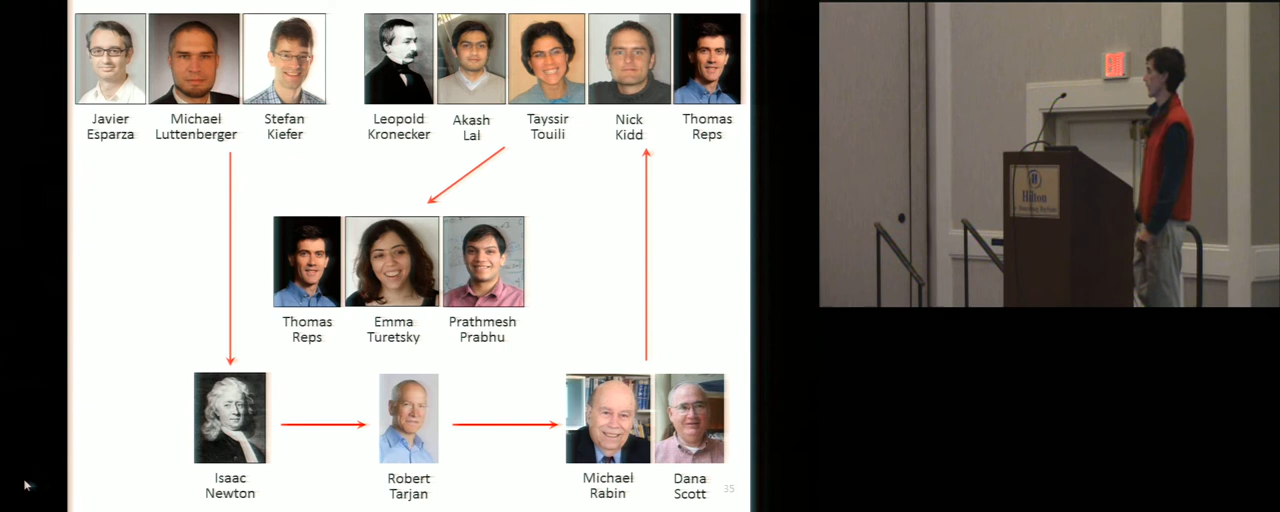 Javier
Esparza
Michael
Luttenberger
Stefan
Kiefer
Leopold
Kronecker
Akash
Lal
Tayssir
Touili
Nick
Kidd
Thomas
Reps
Thomas
Reps
Emma
Turetsky
Prathmesh
Prabhu
Isaac
Newton
Robert
Tarjan
Michael
Rabin
Dana
Scott
35
Hilton